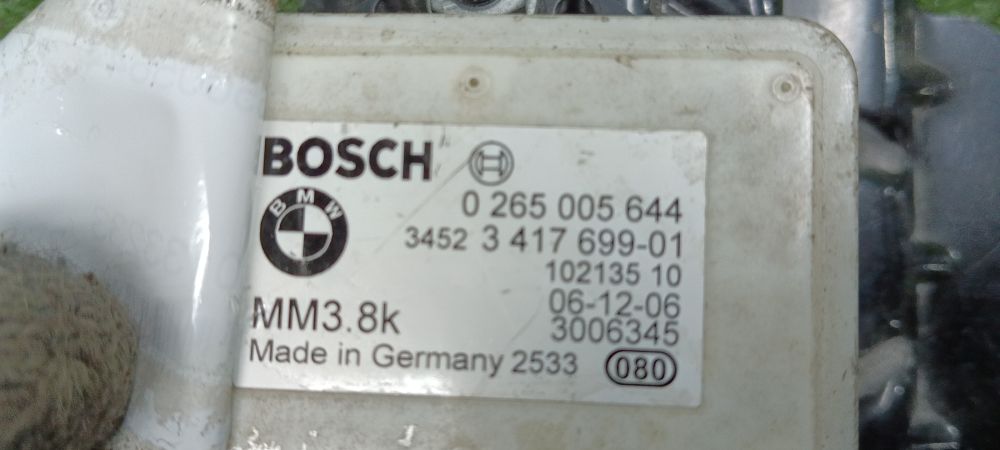 BOSCH
BMW
0 265 005 644
3452 3 417 699-01
102135 10
06-12-06
MM3.8k
3006345
Made in Germany 2533
080